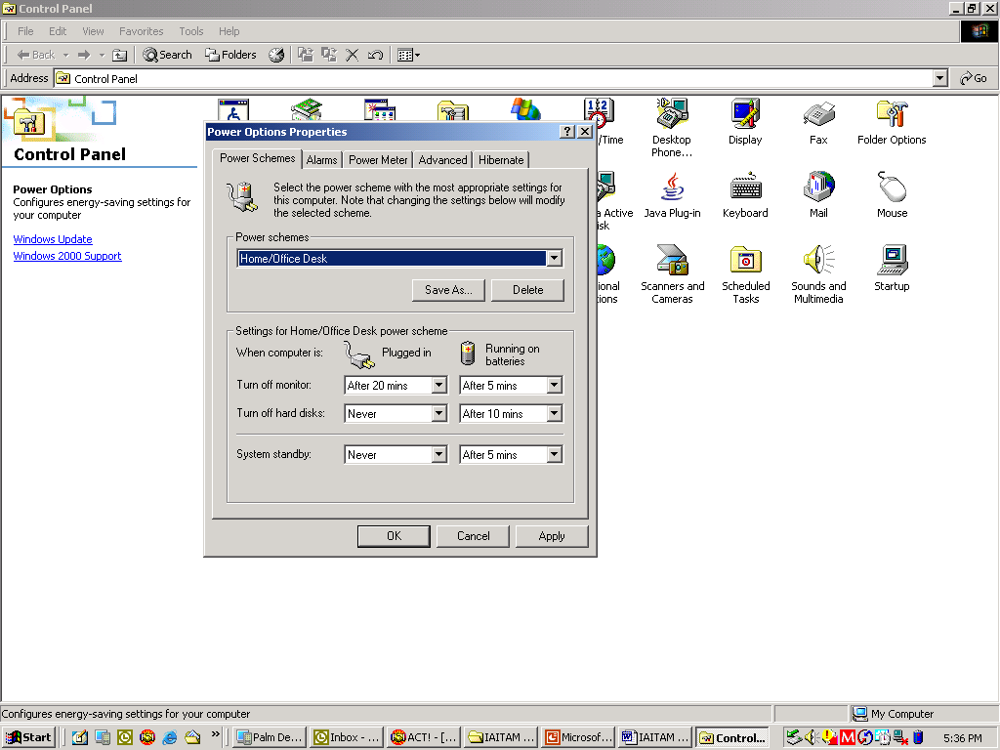 Control Panel
File Edit View Favorites Tools Help
Back Search Folders
Address Control Panel Go
Control Panel
Power Options
Configures energy-saving settings for
your computer
Windows Update
Windows 2000 Support
Power Options Properties
Power Schemes Alarms Power Meter Advanced Hibernate
Select the power scheme with the most appropriate settings for
this computer. Note that changing the settings below will modify
the selected scheme.
Power schemes
Home/Office Desk
Save As... Delete
Settings for Home/Office Desk power scheme
When computer is: Plugged in Running on
batteries
Turn off monitor: After 20 mins After 5 mins
Turn off hard disks: Never After 10 mins
System standby: Never After 5 mins
OK Cancel Apply
/Time Desktop
Phone... Display Fax Folder Options
a Active
isk Java Plug-in Keyboard Mail Mouse
ional
ions Scanners and
Cameras Scheduled
Tasks Sounds and
Multimedia Startup
Configures energy-saving settings for your computer My Computer
Start Palm De... Inbox - ... ACT! - [... IAITAM ... Microsof... IAITAM ... Control... 5:36 PM